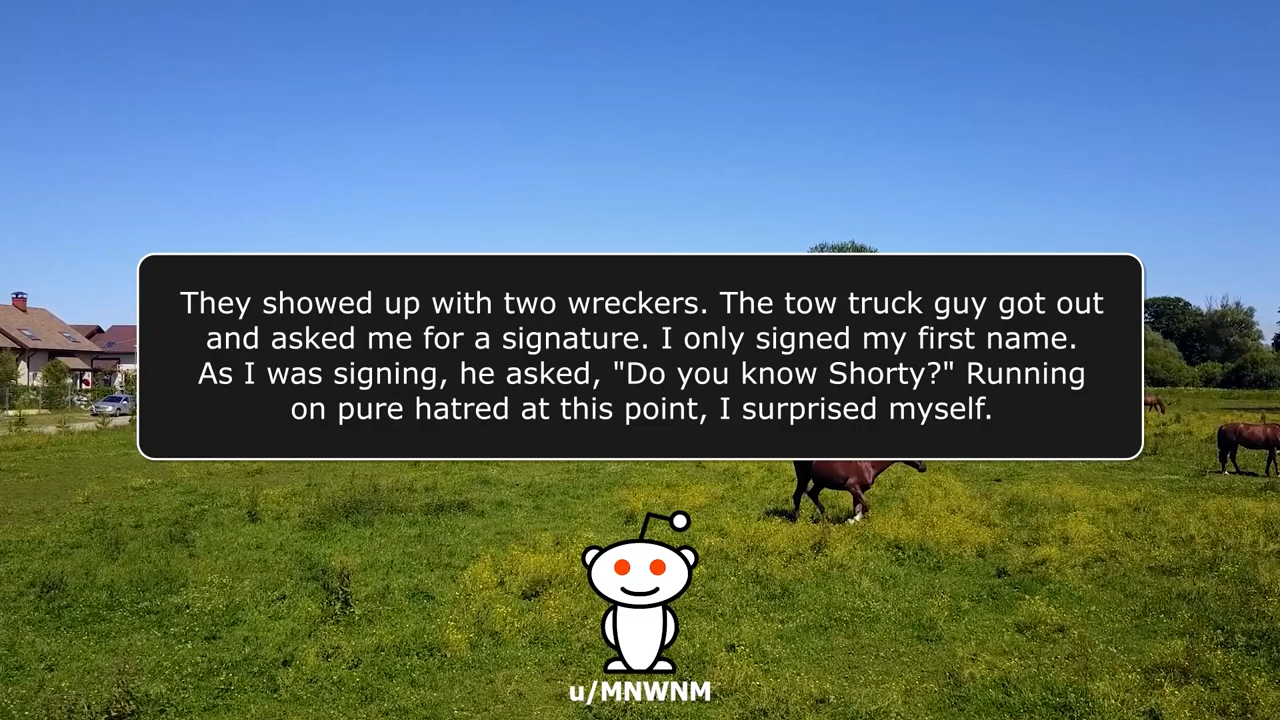 They showed up with two wreckers. The tow truck guy got out
and asked me for a signature. I only signed my first name.
As I was signing, he asked, "Do you know Shorty?" Running
on pure hatred at this point, I surprised myself.
u/MNWNM